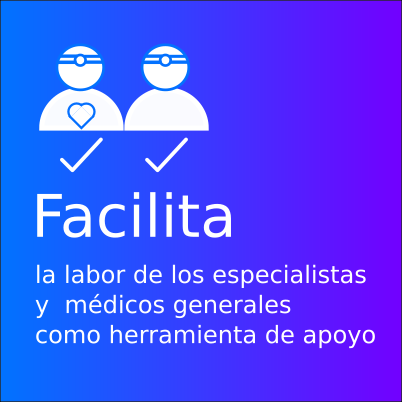 Facilita
la labor de los especialistas
y  médicos generales
como herramienta de apoyo